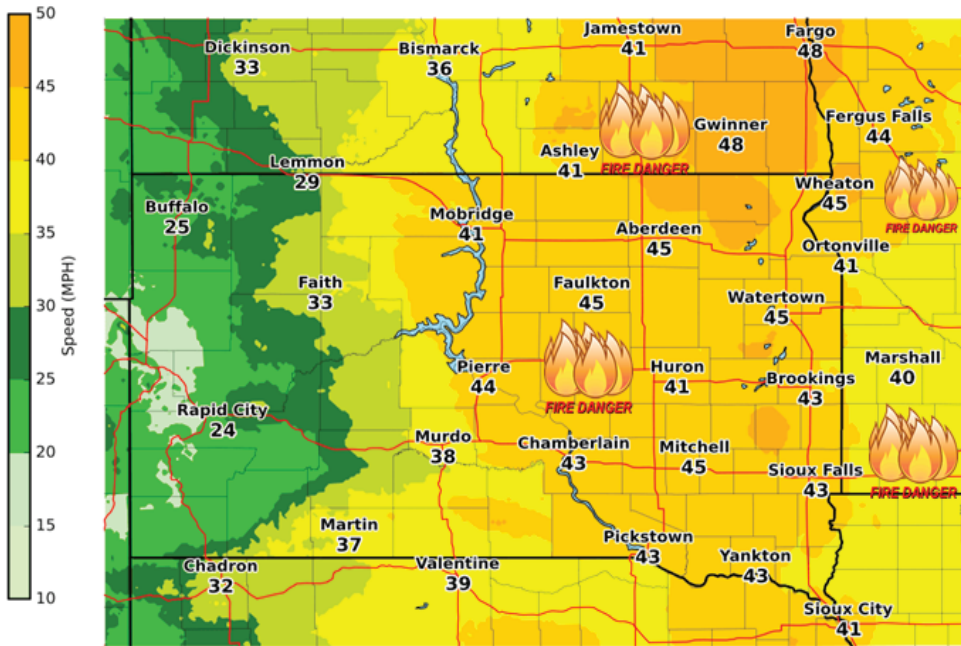 50
45
40
35
30
25
20
15
10
Speed (MPH)
Dickinson
33
Bismarck
36
Jamestown
41
Fargo
48
Gwinner
48
Fergus Falls
44
Ashley
41
FIRE DANGER
Lemmon
29
Wheaton
45
FIRE DANGER
Buffalo
25
Mobridge
41
Aberdeen
45
Ortonville
41
Faith
33
Faulkton
45
Watertown
45
Pierre
44
FIRE DANGER
Huron
41
Brookings
43
Marshall
40
Rapid City
24
Murdo
38
Chamberlain
43
Mitchell
45
Sioux Falls
43
FIRE DANGER
Martin
37
Pickstown
43
Yankton
43
Chadron
32
Valentine
39
Sioux City
41